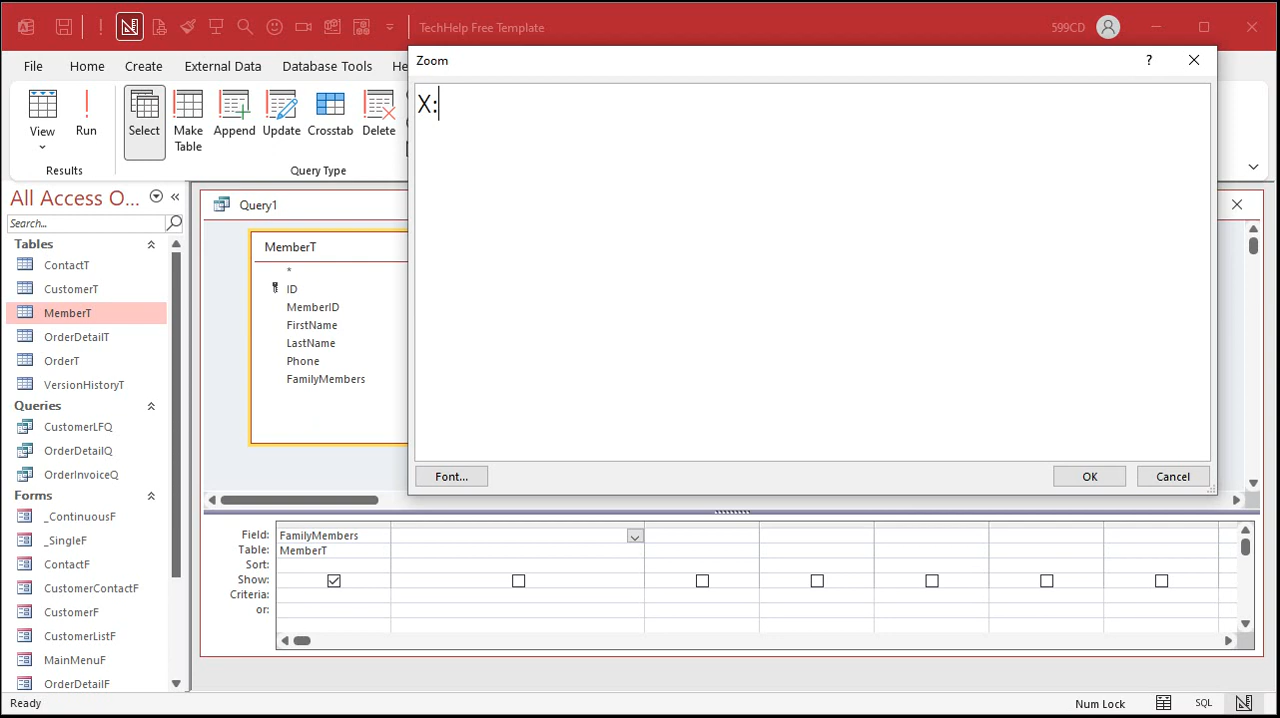 TechHelp Free Template
599CD
File Home Create External Data Database Tools He
View
Run
Select
Make Table
Append
Update
Crosstab
Delete
Results
Query Type
Zoom
?
X:
Font...
OK
Cancel
All Access O...
Search...
Tables
ContactT
CustomerT
MemberT
OrderDetailT
OrderT
VersionHistoryT
Queries
CustomerLFQ
OrderDetailQ
OrderInvoiceQ
Forms
_ContinuousF
_SingleF
ContactF
CustomerContactF
CustomerF
CustomerListF
MainMenuF
OrderDetailF
Query1
MemberT
*
ID
MemberID
FirstName
LastName
Phone
FamilyMembers
Field: FamilyMembers
Table: MemberT
Sort:
Show:
Criteria:
or:
Ready
Num Lock
SQL